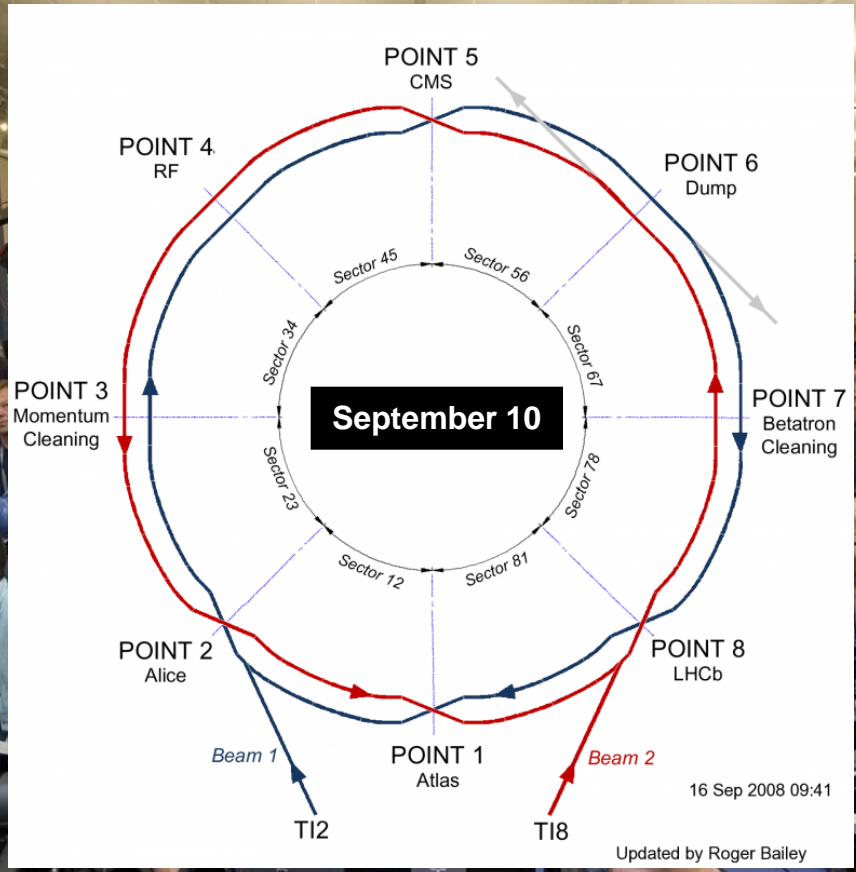 POINT 5
CMS
POINT 4
RF
POINT 6
Dump
Sector 45
Sector 56
Sector 34
Sector 67
POINT 3
Momentum
Cleaning
September 10
POINT 7
Betatron
Cleaning
Sector 23
Sector 78
Sector 12
Sector 81
POINT 2
Alice
POINT 8
LHCb
Beam 1
POINT 1
Atlas
Beam 2
16 Sep 2008 09:41
TI2
TI8
Updated by Roger Bailey